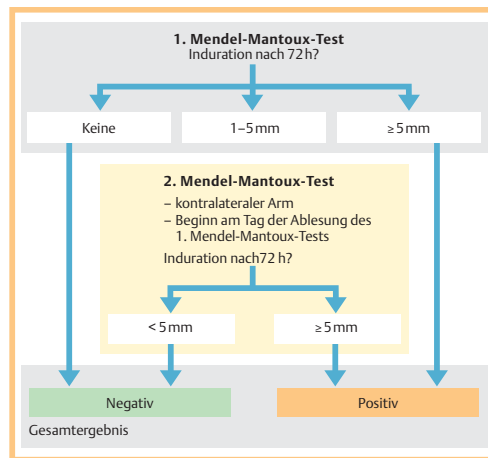 1. Mendel-Mantoux-Test
Induration nach 72 h?
Keine
1–5 mm
≥ 5 mm
2. Mendel-Mantoux-Test
– kontralateraler Arm
– Beginn am Tag der Ablesung des
1. Mendel-Mantoux-Tests
Induration nach72 h?
< 5 mm
≥ 5 mm
Negativ
Positiv
Gesamtergebnis